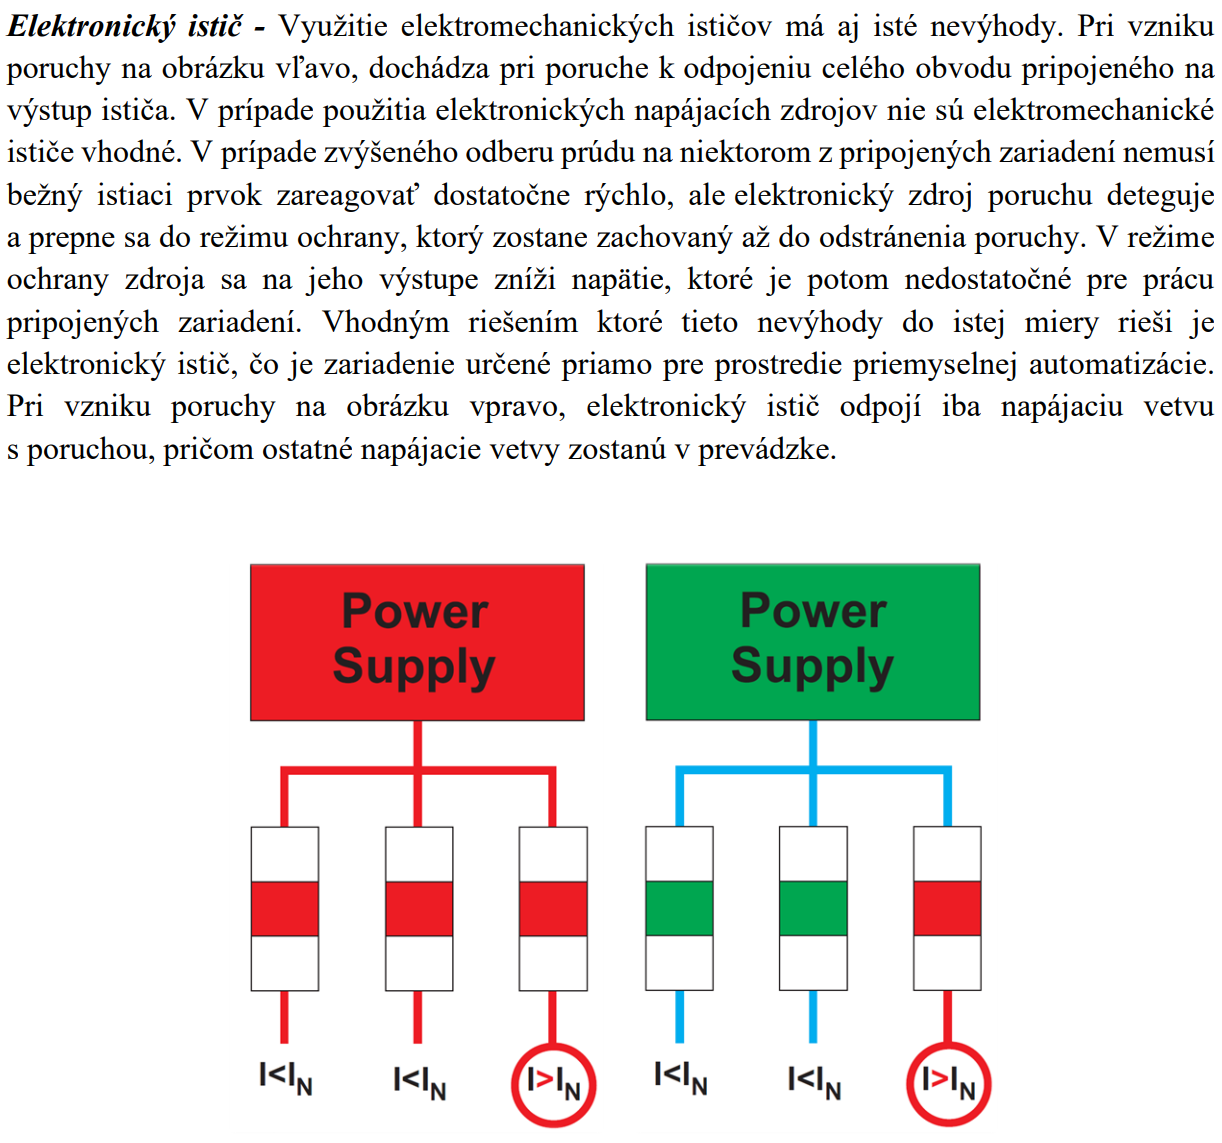 Elektronický istič - Využitie elektromechanických ističov má aj isté nevýhody. Pri vzniku
poruchy na obrázku vľavo, dochádza pri poruche k odpojeniu celého obvodu pripojeného na
výstup ističa. V prípade použitia elektronických napájacích zdrojov nie sú elektromechanické
ističe vhodné. V prípade zvýšeného odberu prúdu na niektorom z pripojených zariadení nemusí
bežný istiaci prvok zareagovať dostatočne rýchlo, ale elektronický zdroj poruchu deteguje
a prepne sa do režimu ochrany, ktorý zostane zachovaný až do odstránenia poruchy. V režime
ochrany zdroja sa na jeho výstupe zníži napätie, ktoré je potom nedostatočné pre prácu
pripojených zariadení. Vhodným riešením ktoré tieto nevýhody do istej miery rieši je
elektronický istič, čo je zariadenie určené priamo pre prostredie priemyselnej automatizácie.
Pri vzniku poruchy na obrázku vpravo, elektronický istič odpojí iba napájaciu vetvu
s poruchou, pričom ostatné napájacie vetvy zostanú v prevádzke.
Power
Supply
Power
Supply
I<IN
I<IN
I>IN
I<IN
I<IN
I>IN